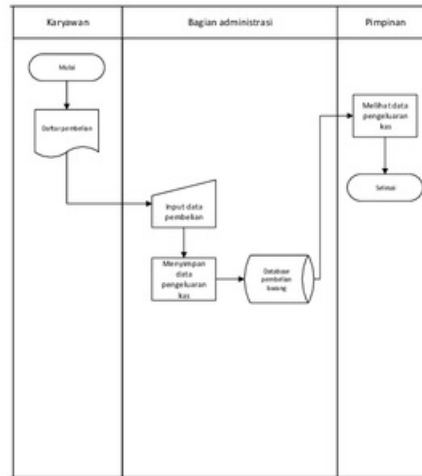 Karyawan
Bagian administrasi
Pimpinan
Mulai
Daftar pembelian
Input data
pembelian
Menyimpan
data
pengeluaran
kas
Database
pembelian
barang
Melihat data
pengeluaran
kas
Selesai